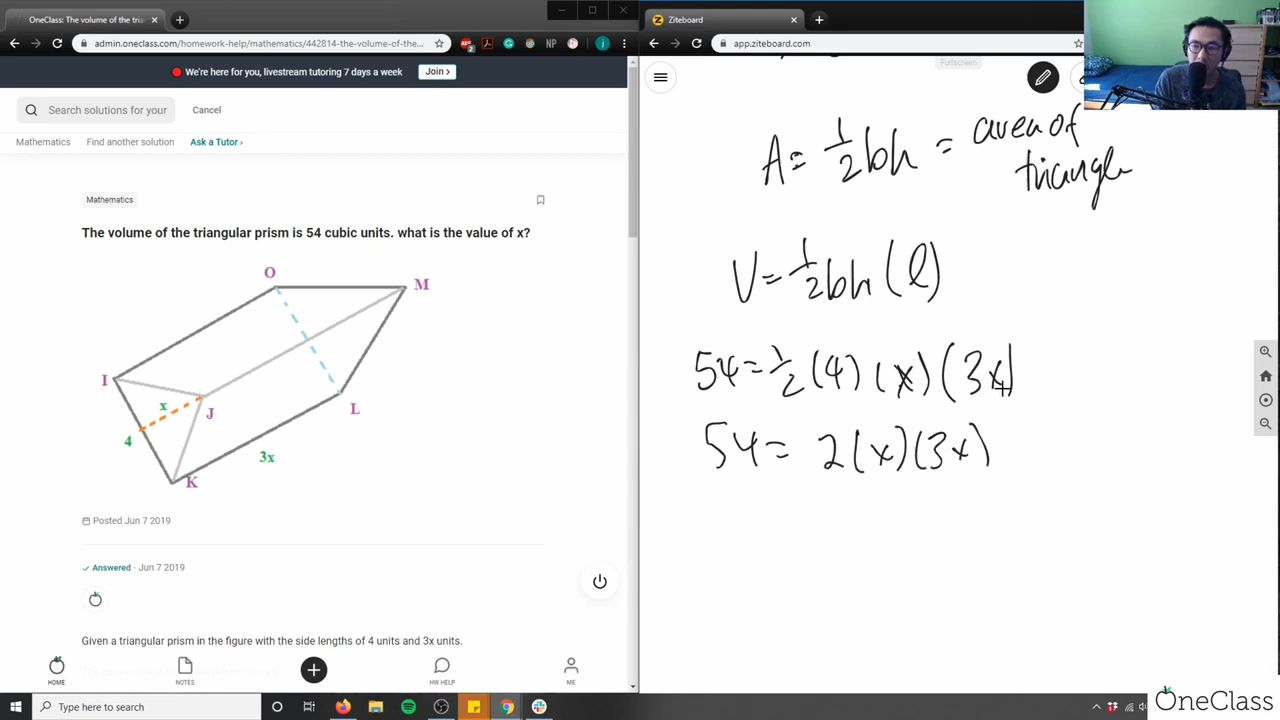 OneClass: The volume of the tria
Ziteboard
admin.oneclass.com/homework-help/mathematics/442814-the-volume-of-the...
app.ziteboard.com
We're here for you, livestream tutoring 7 days a week
Join ›
Fullscreen
Search solutions for your
Cancel
Mathematics
Find another solution
Ask a Tutor ›
Mathematics
The volume of the triangular prism is 54 cubic units. what is the value of x?
O
M
I
x
J
L
4
3x
K
Posted Jun 7 2019
Answered · Jun 7 2019
Given a triangular prism in the figure with the side lengths of 4 units and 3x units.
HOME
NOTES
HW HELP
ME
A = 1/2 bh = area of
triangle
V = 1/2 bh (l)
54 = 1/2 (4) (x) (3x)
54 = 2(x)(3x)
Type here to search
OneClass